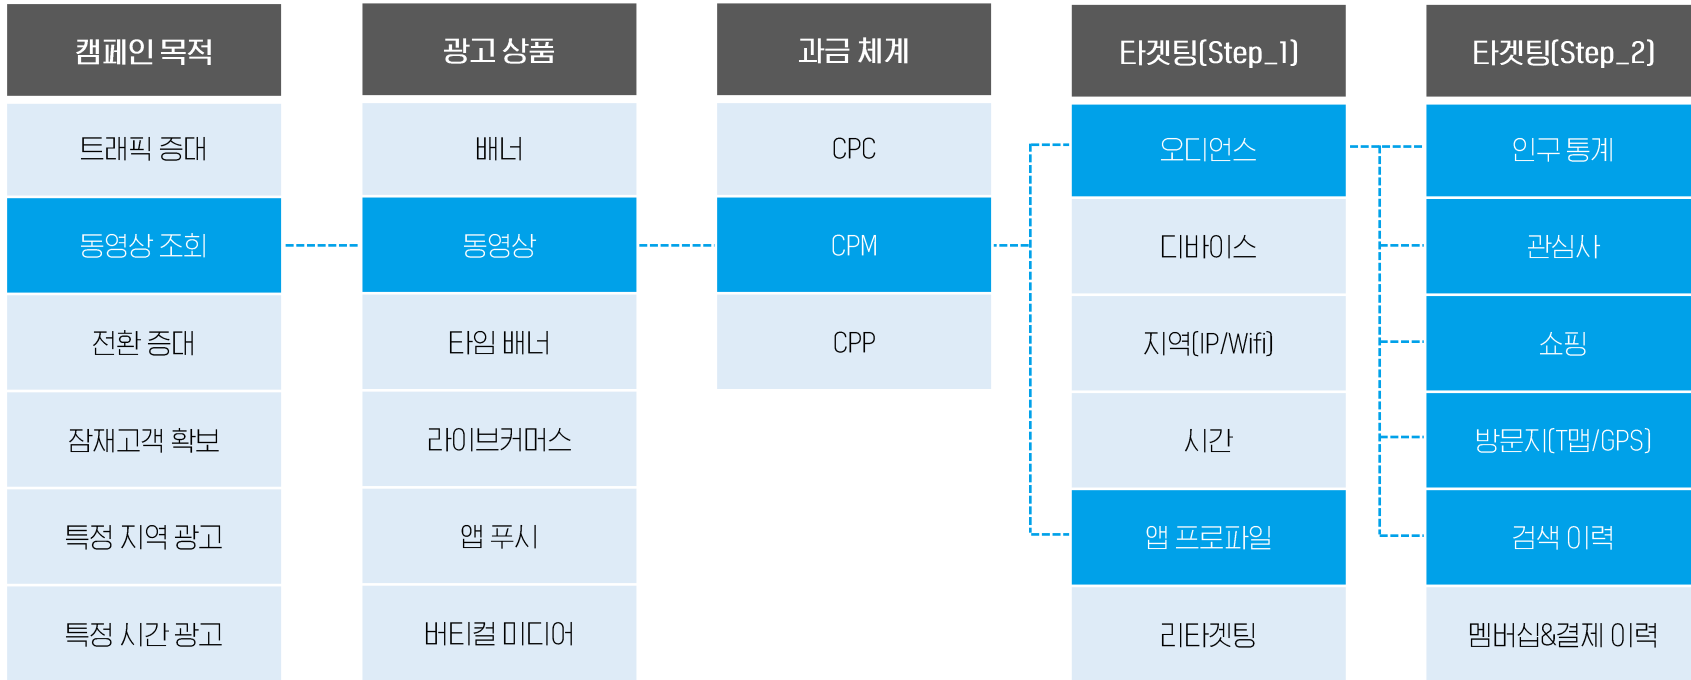 캠페인 목적
트래픽 증대
동영상 조회
전환 증대
잠재고객 확보
특정 지역 광고
특정 시간 광고
광고 상품
배너
동영상
타임 배너
라이브커머스
앱 푸시
버티컬 미디어
과금 체계
CPC
CPM
CPP
타겟팅(Step_1)
오디언스
디바이스
지역(IP/Wifi)
시간
앱 프로파일
리타겟팅
타겟팅(Step_2)
인구 통계
관심사
쇼핑
방문지(T맵/GPS)
검색 이력
멤버십&결제 이력